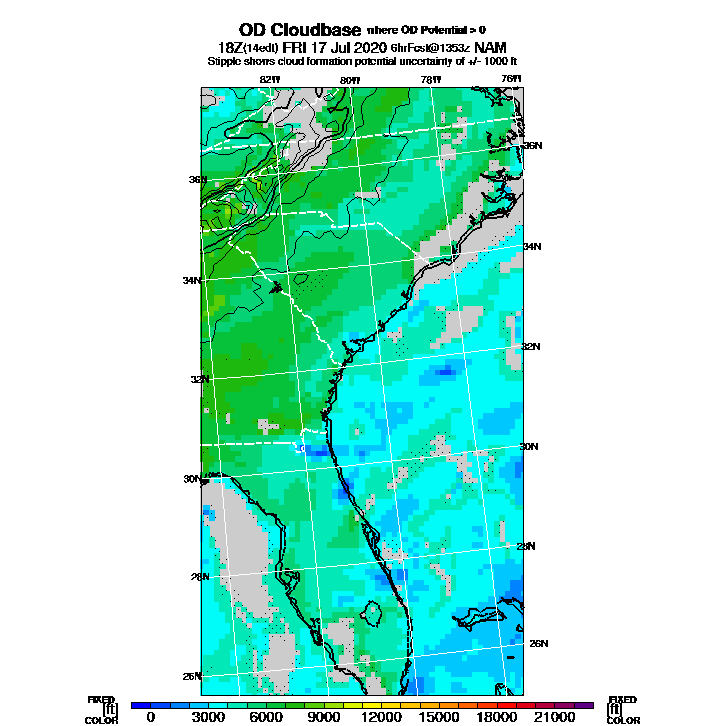 OD Cloudbase where OD Potential > 0
18Z(14edt) FRI 17 Jul 2020 6hrFcst@1353z NAM
Stipple shows cloud formation potential uncertainty of +/- 1000 ft
82W 80W 78W 76W
36N
36N
34N
34N
32N
32N
30N
30N
28N
28N
26N
26N
FIXED FIXED
[ft] [ft]
COLOR 0 3000 6000 9000 12000 15000 18000 21000 COLOR